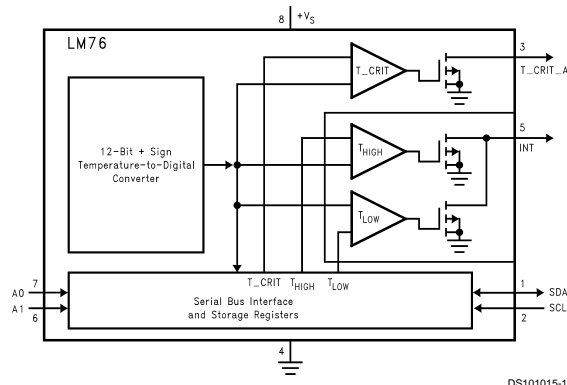 8 +VS
LM76
3
T_CRIT_A
T_CRIT
12-Bit + Sign
Temperature-to-Digital
Converter
THIGH
5
INT
TLOW
T_CRIT THIGH TLOW
Serial Bus Interface
and Storage Registers
A0 7
A1 6
1 SDA
2 SCL
4
DS101015-1